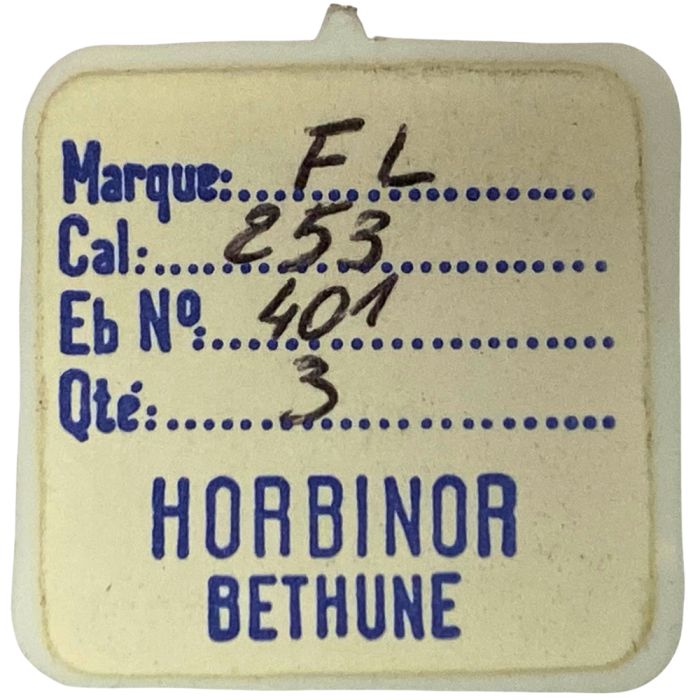 Marque: FL
Cal: 253
Eb Nº: 401
Qté: 3
HORBINOR
BETHUNE